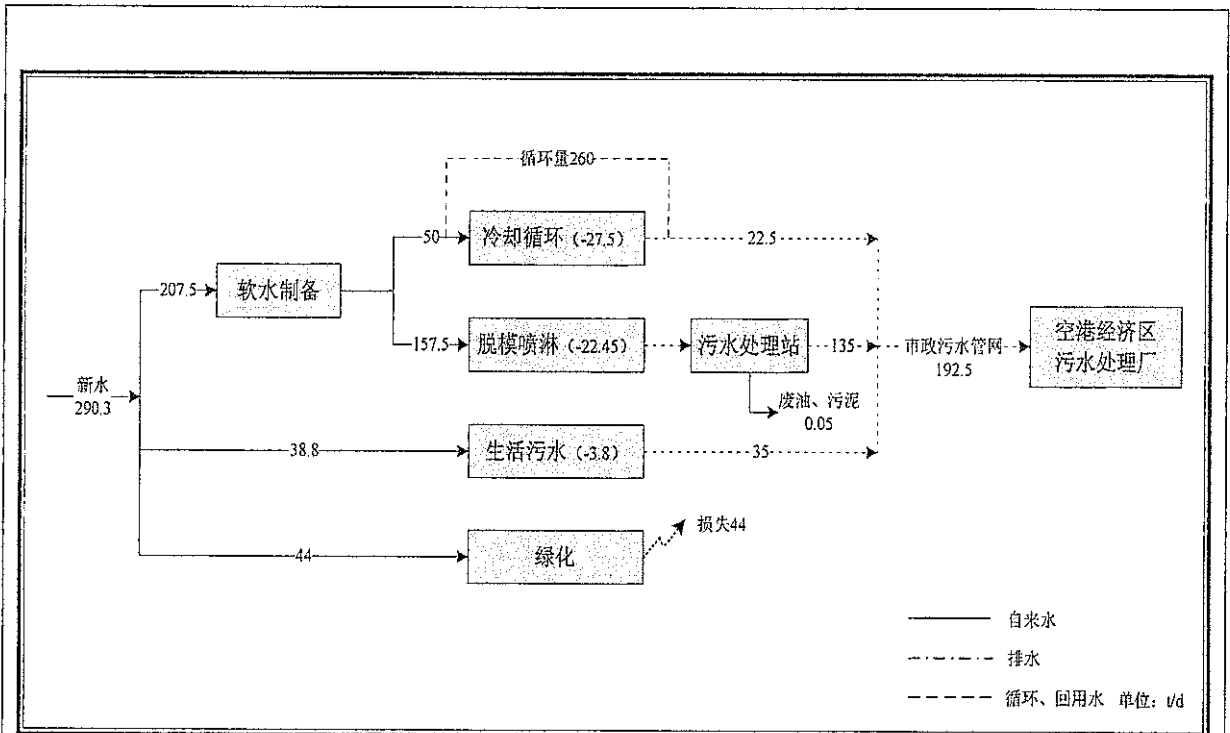 循环量260
50
冷却循环（-27.5）
22.5
207.5
软水制备
157.5
脱模喷淋（-22.45）
污水处理站
135
市政污水管网
192.5
空港经济区
污水处理厂
新水
290.3
废油、污泥
0.05
38.8
生活污水（-3.8）
35
44
绿化
损失44
自来水
排水
循环、回用水 单位：t/d